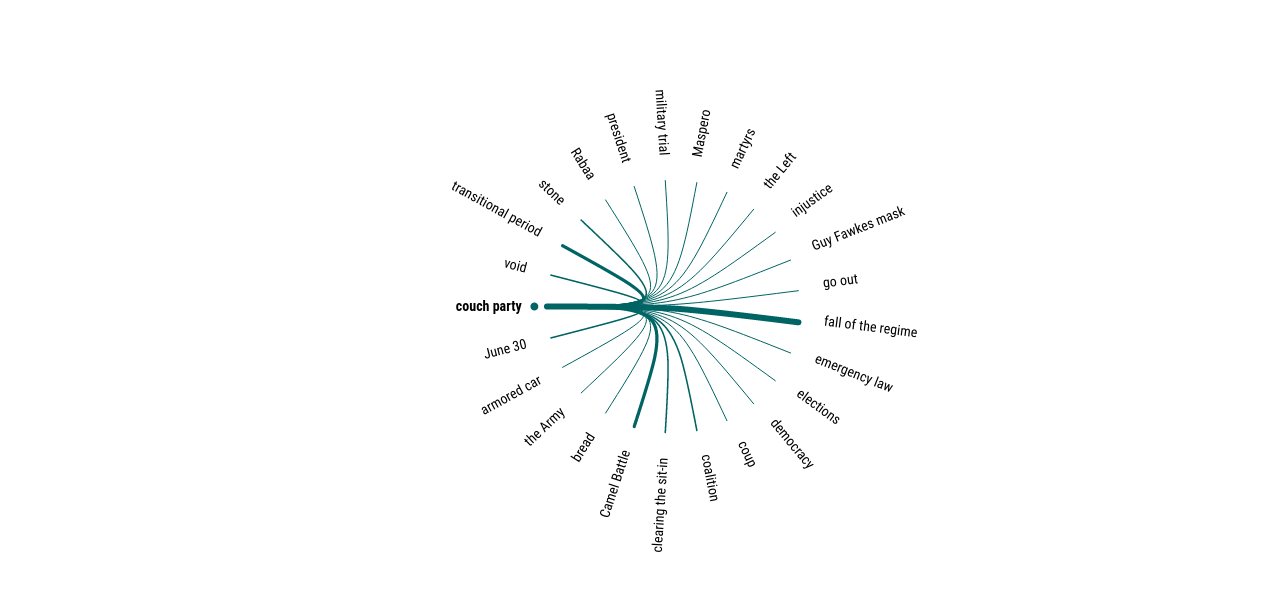 couch party
void
transitional period
stone
Rabaa
president
military trial
Maspero
martyrs
the Left
injustice
Guy Fawkes mask
go out
fall of the regime
emergency law
elections
democracy
coup
coalition
clearing the sit-in
Camel Battle
bread
the Army
armored car
June 30